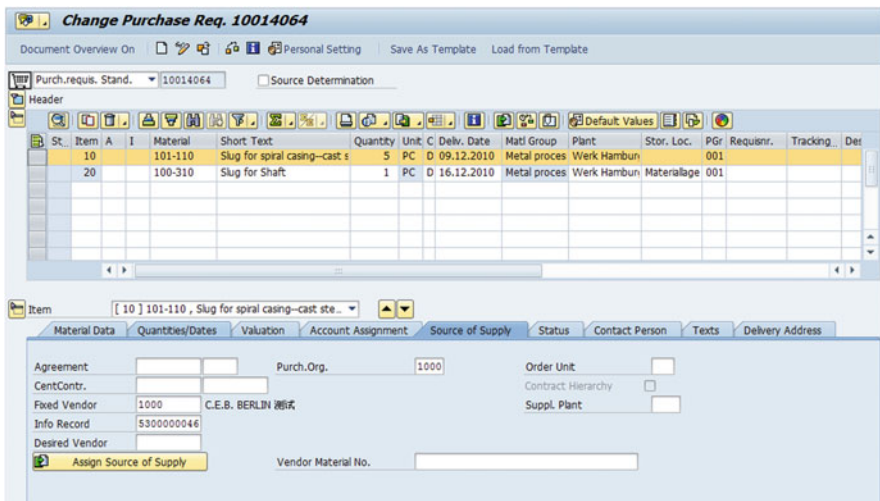 Change Purchase Req. 10014064
Document Overview On Personal Setting Save As Template Load from Template
Purch.requis. Stand. 10014064 Source Determination
Header
Default Values
St_ Item A I Material Short Text Quantity Unit C Deliv. Date Matl Group Plant Stor. Loc. PGr Requisnr. Tracking_ Des
10 101-110 Slug for spiral casing--cast s 5 PC D 09.12.2010 Metal proces Werk Hamburg 001
20 100-310 Slug for Shaft 1 PC D 16.12.2010 Metal proces Werk Hamburg Materiallage 001
Item [ 10 ] 101-110 , Slug for spiral casing--cast ste...
Material Data Quantities/Dates Valuation Account Assignment Source of Supply Status Contact Person Texts Delivery Address
Agreement Purch.Org. 1000 Order Unit
CentContr. Contract Hierarchy
Fixed Vendor 1000 C.E.B. BERLIN 测试 Suppl. Plant
Info Record 5300000046
Desired Vendor
Assign Source of Supply Vendor Material No.